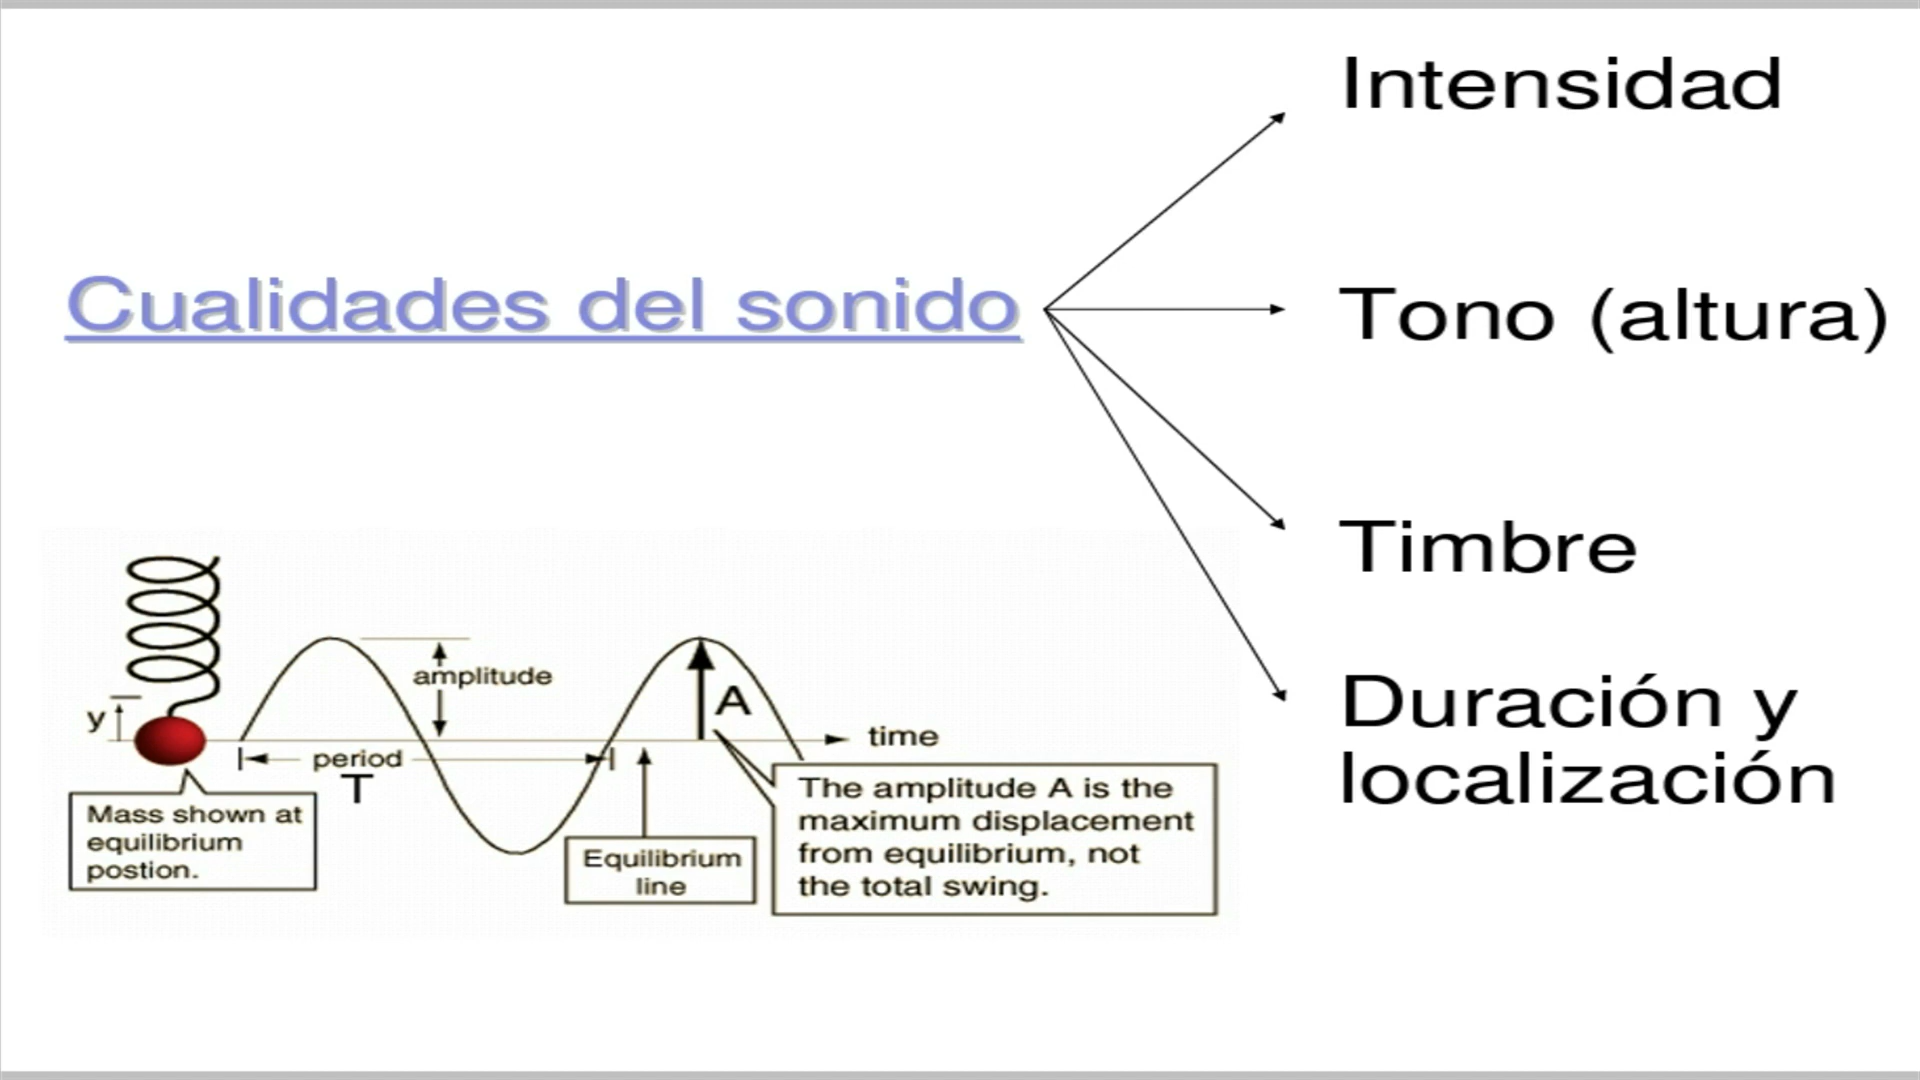 Intensidad
Cualidades del sonido
Tono (altura)
Timbre
Duración y
localización
amplitude
y
A
time
period
T
Mass shown at
equilibrium
postion.
Equilibrium
line
The amplitude A is the
maximum displacement
from equilibrium, not
the total swing.